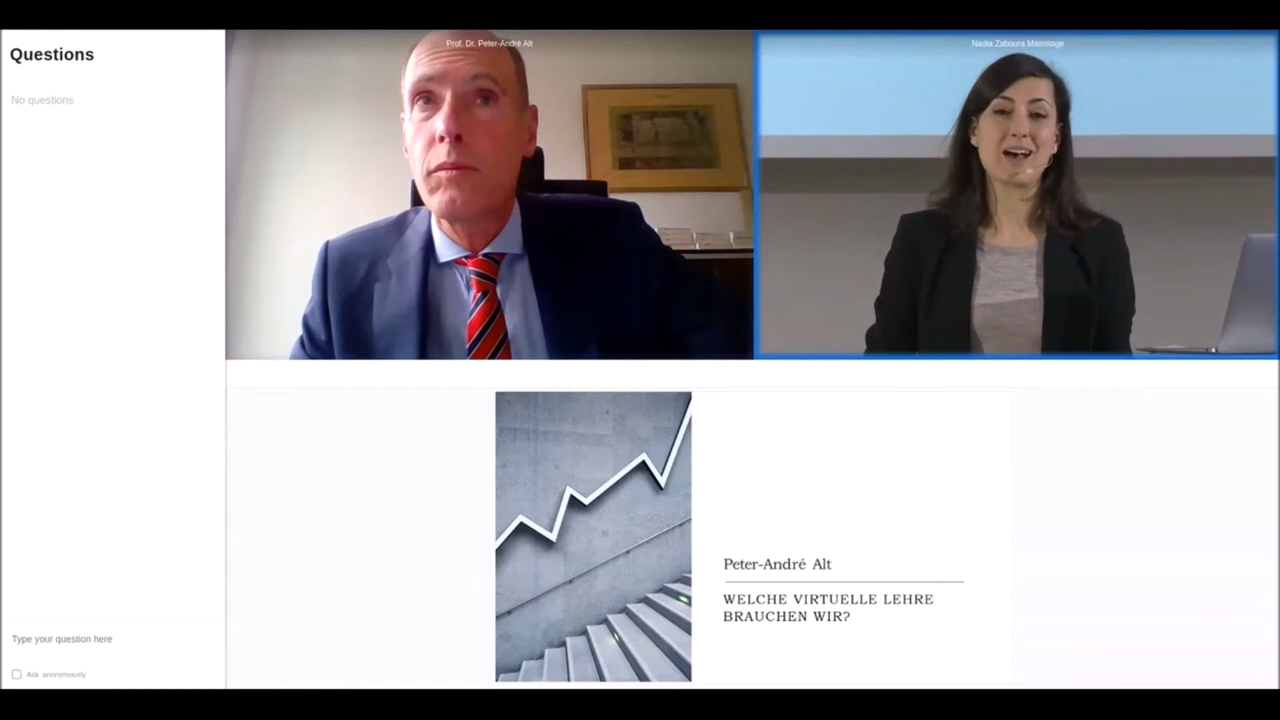 Questions
No questions
Prof. Dr. Peter-André Alt
Nadia Zaboura Mainstage
Peter-André Alt
WELCHE VIRTUELLE LEHRE
BRAUCHEN WIR?
Type your question here
Ask anonymously